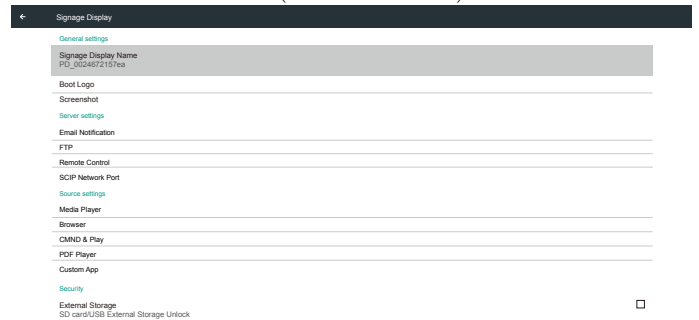 Signage Display
General settings
Signage Display Name
PD_0024672157ea
Boot Logo
Screenshot
Server settings
Email Notification
FTP
Remote Control
SCIP Network Port
Source settings
Media Player
Browser
CMND & Play
PDF Player
Custom App
Security
External Storage
SD card/USB External Storage Unlock